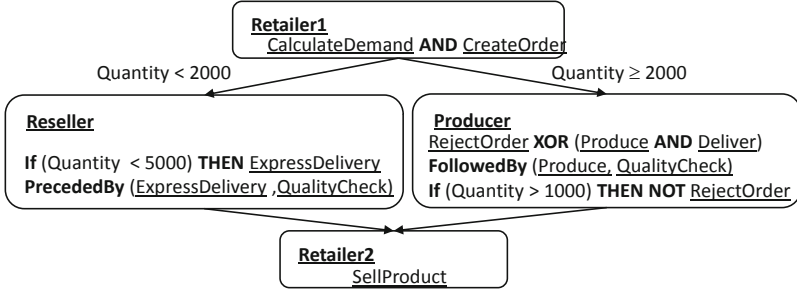 Retailer1
CalculateDemand AND CreateOrder
Quantity < 2000
Quantity ≥ 2000
Reseller
If (Quantity < 5000) THEN ExpressDelivery
PrecededBy (ExpressDelivery ,QualityCheck)
Producer
RejectOrder XOR (Produce AND Deliver)
FollowedBy (Produce, QualityCheck)
If (Quantity > 1000) THEN NOT RejectOrder
Retailer2
SellProduct